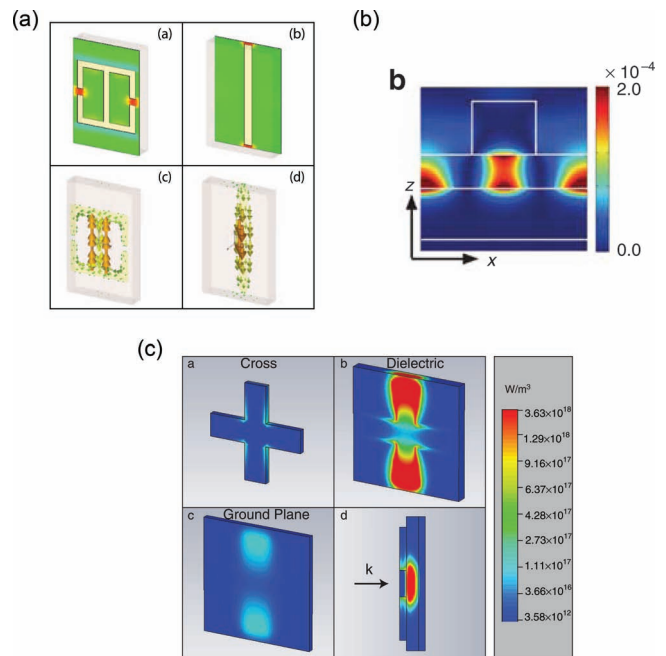 (a)
(a)
(b)
(c)
(d)
(b)
b
× 10⁻⁴
2.0
0.0
z
x
(c)
a
Cross
b
Dielectric
c
Ground Plane
d
k
W/m³
3.63×10¹⁸
1.29×10¹⁸
9.16×10¹⁷
6.37×10¹⁷
4.28×10¹⁷
2.73×10¹⁷
1.11×10¹⁷
3.66×10¹⁶
3.58×10¹²